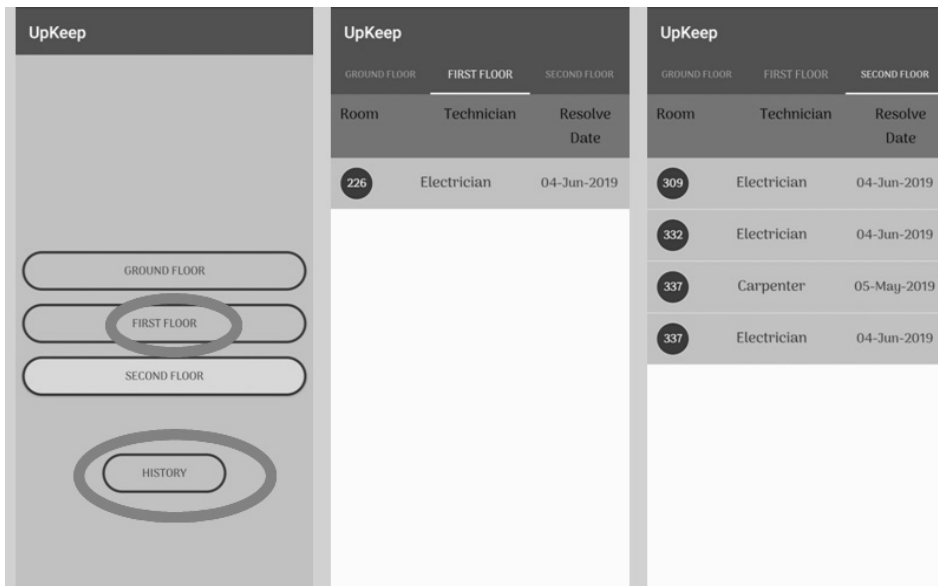 UpKeep
GROUND FLOOR
FIRST FLOOR
SECOND FLOOR
HISTORY
UpKeep
GROUND FLOOR FIRST FLOOR SECOND FLOOR
Room Technician Resolve
Date
226 Electrician 04-Jun-2019
UpKeep
GROUND FLOOR FIRST FLOOR SECOND FLOOR
Room Technician Resolve
Date
309 Electrician 04-Jun-2019
332 Electrician 04-Jun-2019
337 Carpenter 05-May-2019
337 Electrician 04-Jun-2019